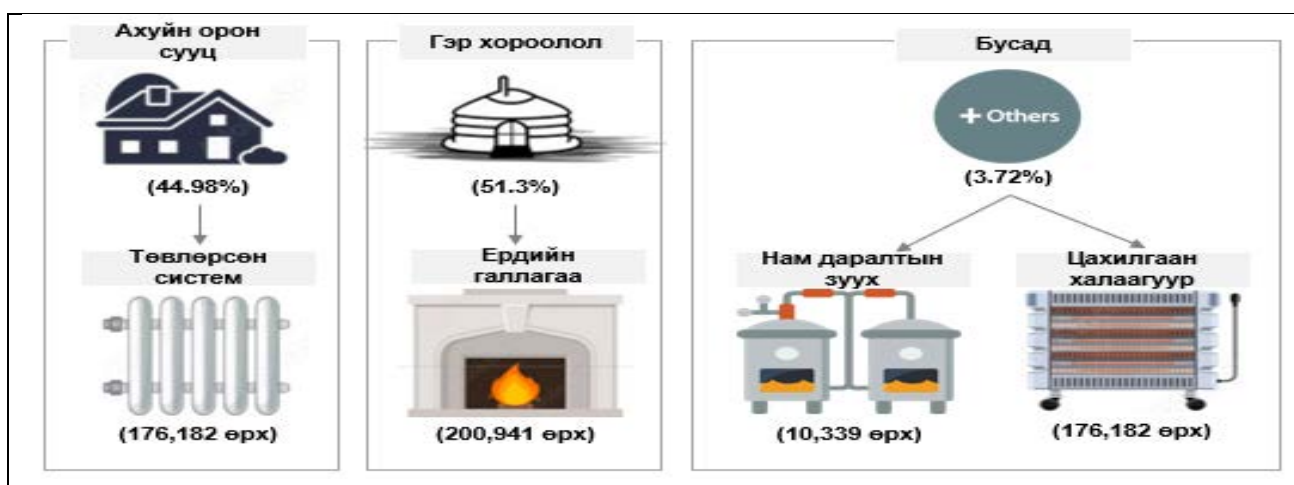 Ахуйн орон
сууц
(44.98%)
Төвлөрсөн
систем
(176,182 өрх)
Гэр хороолол
(51.3%)
Ердийн
галлагаа
(200,941 өрх)
Бусад
+ Others
(3.72%)
Нам даралтын
зуух
(10,339 өрх)
Цахилгаан
халаагуур
(176,182 өрх)